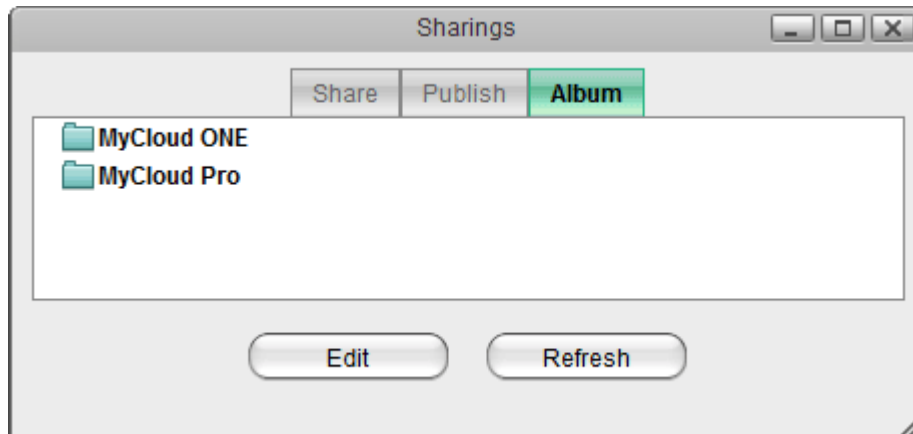 Sharings
Share Publish Album
MyCloud ONE
MyCloud Pro
Edit Refresh